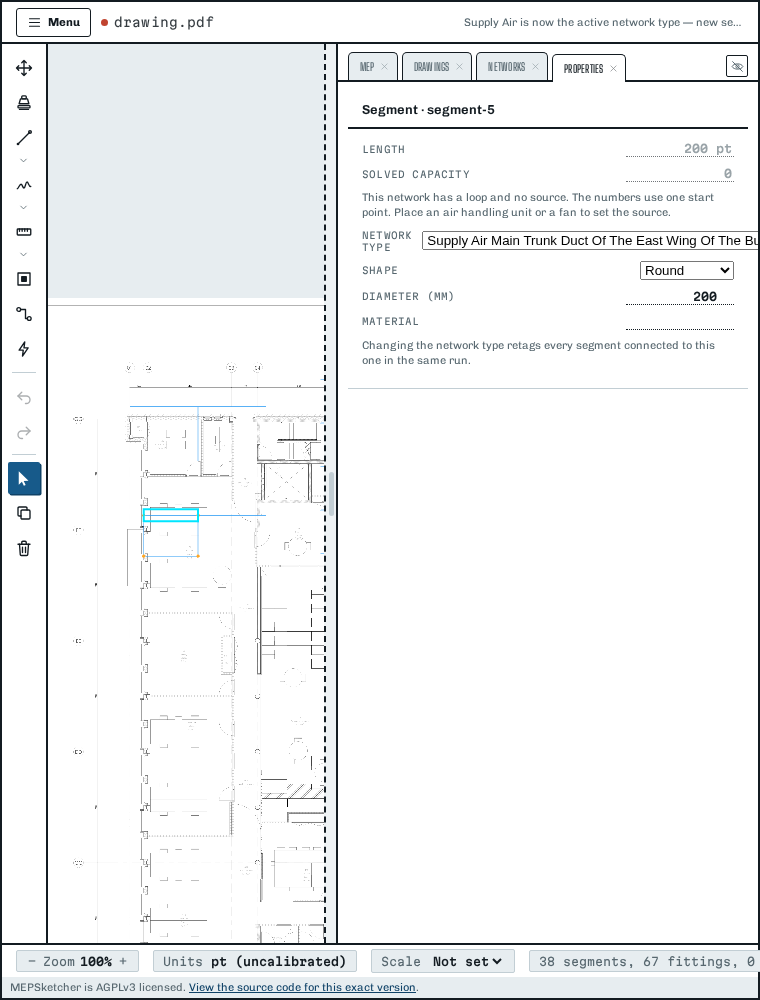 Menu
drawing.pdf
Supply Air is now the active network type — new se...
MEP
DRAWINGS
NETWORKS
PROPERTIES
Segment · segment-5
LENGTH 200 pt
SOLVED CAPACITY 0
This network has a loop and no source. The numbers use one start
point. Place an air handling unit or a fan to set the source.
NETWORK
TYPE
Supply Air Main Trunk Duct Of The East Wing Of The Bu
SHAPE Round
DIAMETER (MM) 200
MATERIAL
Changing the network type retags every segment connected to this
one in the same run.
− Zoom 100% +
Units pt (uncalibrated)
Scale Not set
38 segments, 67 fittings, 0
MEPSketcher is AGPLv3 licensed. View the source code for this exact version.